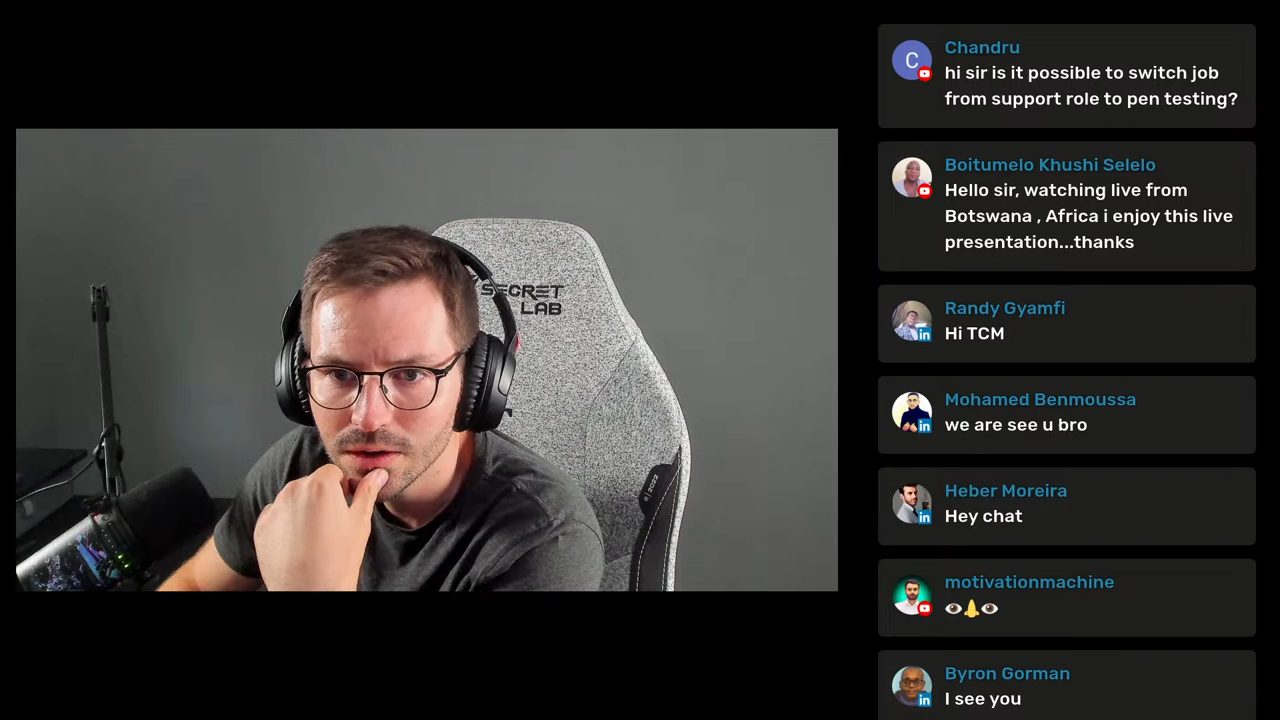 SECRET
LAB
2022
C
Chandru
hi sir is it possible to switch job
from support role to pen testing?
Boitumelo Khushi Selelo
Hello sir, watching live from
Botswana , Africa i enjoy this live
presentation...thanks
Randy Gyamfi
Hi TCM
Mohamed Benmoussa
we are see u bro
Heber Moreira
Hey chat
motivationmachine
👁️👃👁️
Byron Gorman
I see you